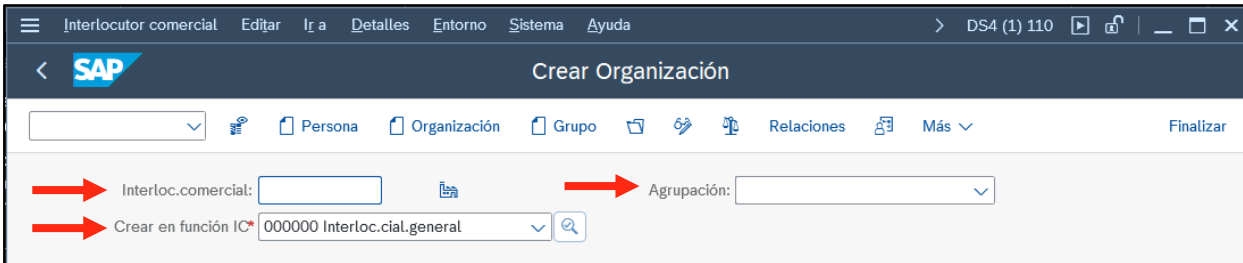 Interlocutor comercial Editar Ir a Detalles Entorno Sistema Ayuda DS4 (1) 110
SAP Crear Organización
Persona Organización Grupo Relaciones Más Finalizar
Interloc.comercial: Agrupación:
Crear en función IC* 000000 Interloc.cial.general